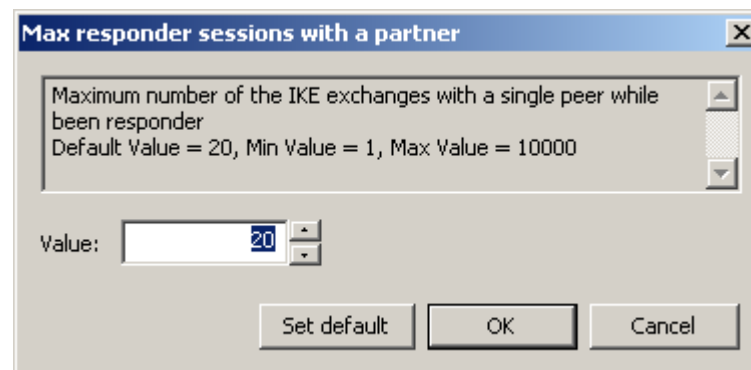 Max responder sessions with a partner
Maximum number of the IKE exchanges with a single peer while
been responder
Default Value = 20, Min Value = 1, Max Value = 10000
Value: 20
Set default OK Cancel